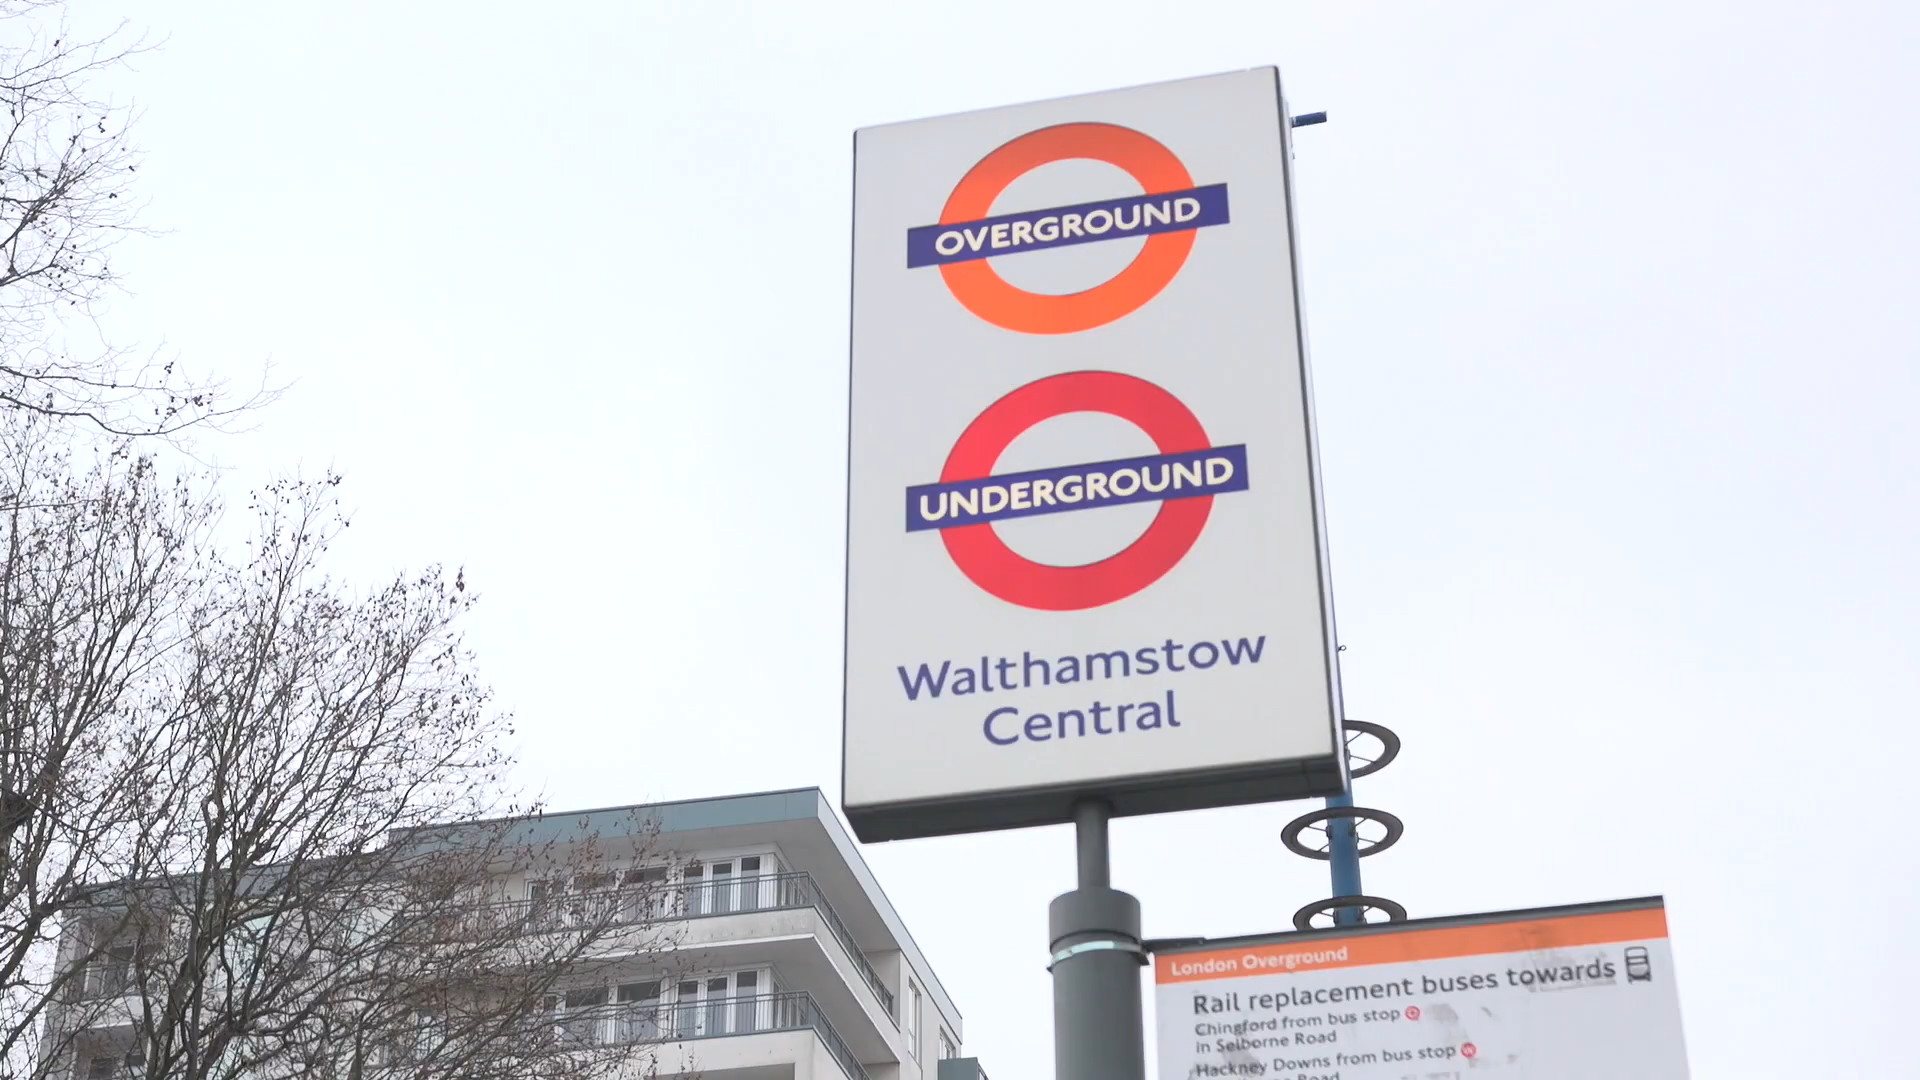 OVERGROUND
UNDERGROUND
Walthamstow
Central
London Overground
Rail replacement buses towards
Chingford from bus stop
in Selborne Road
Hackney Downs from bus stop
Road